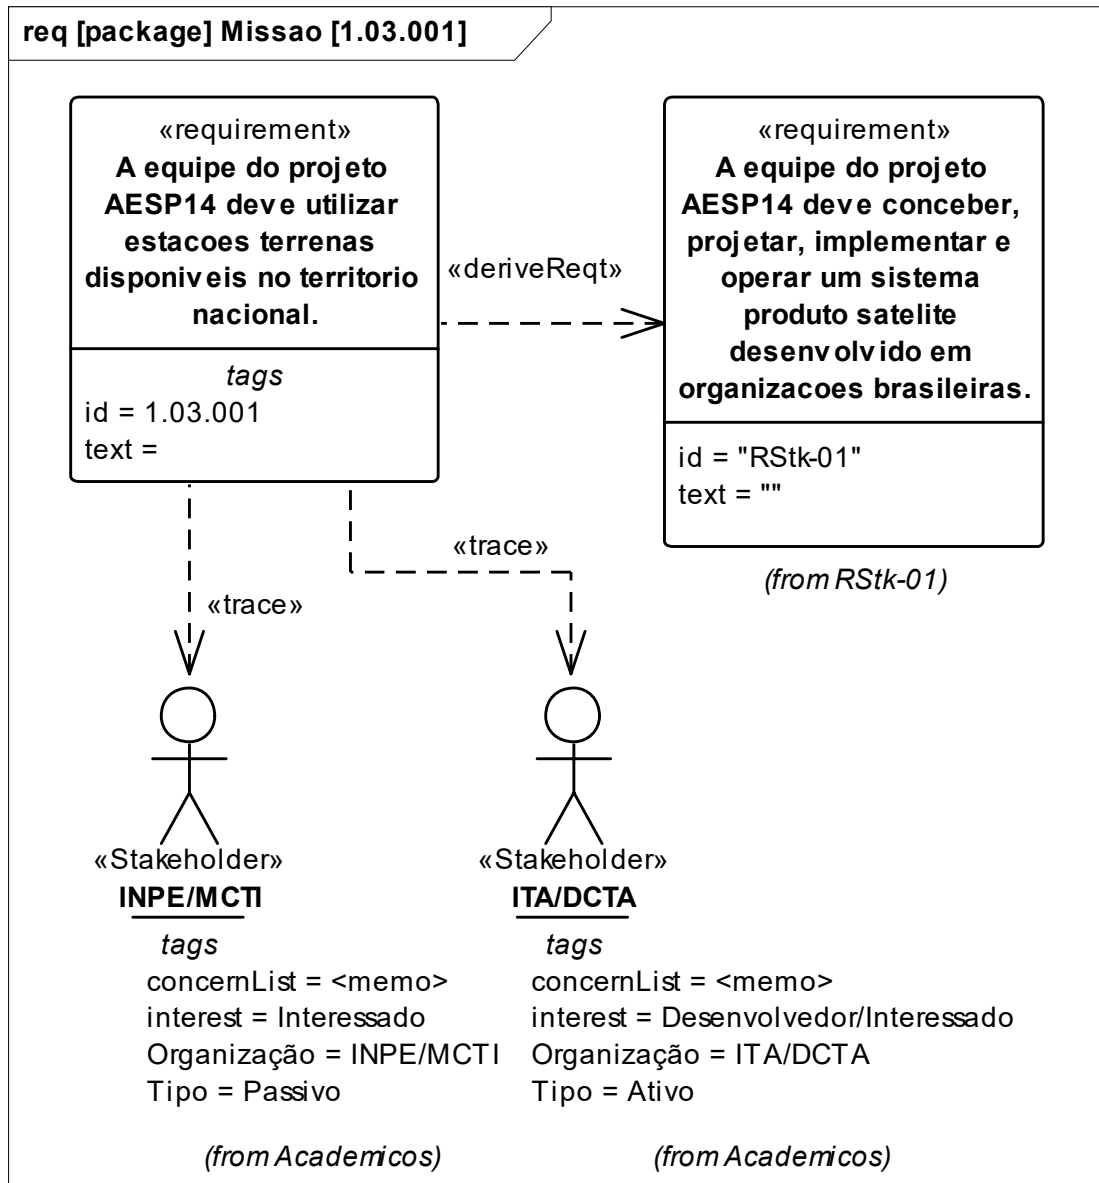 req [package] Missao [1.03.001]
«requirement»
A equipe do projeto
AESP14 deve utilizar
estacoes terrenas
disponiveis no territorio
nacional.
tags
id = 1.03.001
text =
«deriveReqt»
«requirement»
A equipe do projeto
AESP14 deve conceber,
projetar, implementar e
operar um sistema
produto satelite
desenvolvido em
organizacoes brasileiras.
id = "RStk-01"
text = ""
(from RStk-01)
«trace»
«trace»
«Stakeholder»
INPE/MCTI
tags
concernList = <memo>
interest = Interessado
Organização = INPE/MCTI
Tipo = Passivo
(from Academicos)
«Stakeholder»
ITA/DCTA
tags
concernList = <memo>
interest = Desenvolvedor/Interessado
Organização = ITA/DCTA
Tipo = Ativo
(from Academicos)